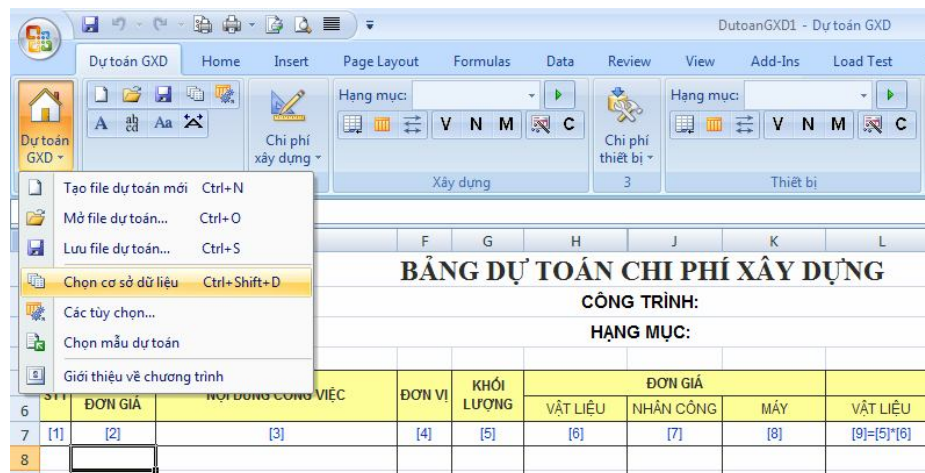 DutoanGXD1 - Dự toán GXD
Dự toán GXD Home Insert Page Layout Formulas Data Review View Add-Ins Load Test
Hạng mục: Hạng mục:
A ab cd Aa V N M C V N M C
Dự toán GXD Chi phí xây dựng Chi phí thiết bị
Xây dựng 3 Thiết bị
Tạo file dự toán mới Ctrl+N
Mở file dự toán... Ctrl+O
Lưu file dự toán... Ctrl+S
Chọn cơ sở dữ liệu Ctrl+Shift+D
Các tùy chọn...
Chọn mẫu dự toán
Giới thiệu về chương trình
F G H J K L
BẢNG DỰ TOÁN CHI PHÍ XÂY DỰNG
CÔNG TRÌNH:
HẠNG MỤC:
STT NỘI DUNG CÔNG VIỆC ĐƠN VỊ KHỐI LƯỢNG ĐƠN GIÁ
6 ĐƠN GIÁ VẬT LIỆU NHÂN CÔNG MÁY VẬT LIỆU
7 [1] [2] [3] [4] [5] [6] [7] [8] [9]=[5]*[6]
8